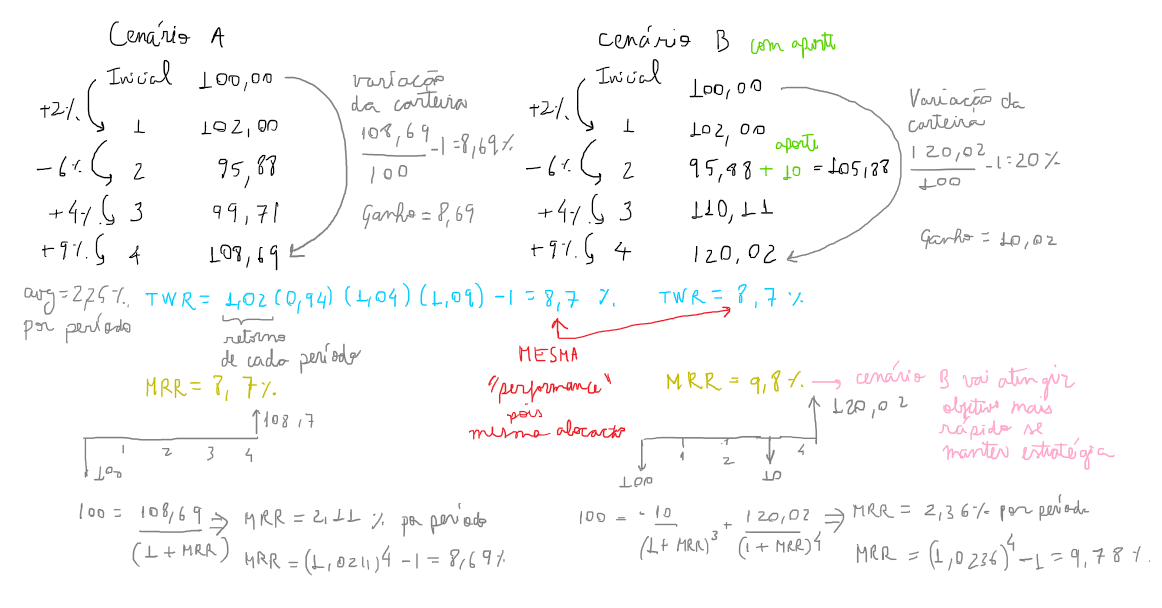 Cenário A
Inicial 100,00
+2%
1 102,00
-6% 2 95,88
+4% 3 99,71
+9% 4 108,69
variação
da carteira
108,69
100
-1=8,69%
Ganho = 8,69
cenário B com aporte
Inicial 100,00
+2%
1 102,00
aporte
-6% 2 95,88 + 10 = 105,88
+4% 3 110,11
+9% 4 120,02
Variação da
carteira
120,02
100
-1=20%
Ganho = 10,02
avg = 2,25%
por período
TWR = 1,02 (0,94) (1,04) (1,09) - 1 = 8,7 %
TWR = 8,7 %
retorno
de cada período
MESMA
"performance"
pois
mesma alocação
MRR = 8,7%
108,7
1 2 3 4
100
MRR = 9,8%
cenário B vai atingir
objetivo mais
rápido se
manter estratégia
120,02
1 2 4
100 10
100 = 108,69
(1 + MRR)
⇒ MRR = 2,11 % por período
MRR = (1,0211)^4 - 1 = 8,69%
100 = -10 + 120,02
(1 + MRR)^3 (1 + MRR)^4
⇒ MRR = 2,36% por período
MRR = (1,0236)^4 - 1 = 9,78%